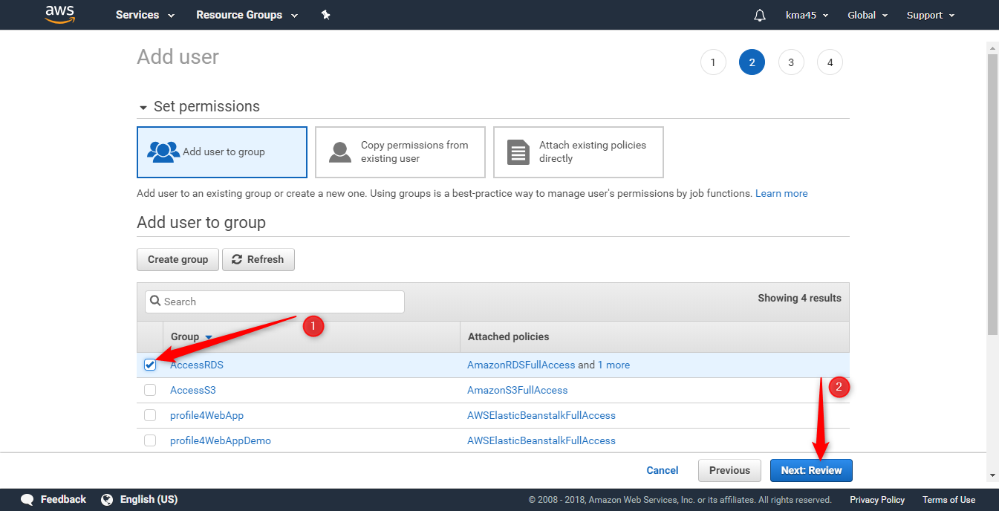 aws Services Resource Groups kma45 Global Support
Add user
1 2 3 4
Set permissions
Add user to group
Copy permissions from
existing user
Attach existing policies
directly
Add user to an existing group or create a new one. Using groups is a best-practice way to manage user's permissions by job functions. Learn more
Add user to group
Create group Refresh
Search
Showing 4 results
1
Group Attached policies
AccessRDS AmazonRDSFullAccess and 1 more
AccessS3 AmazonS3FullAccess
2
profile4WebApp AWSElasticBeanstalkFullAccess
profile4WebAppDemo AWSElasticBeanstalkFullAccess
Cancel Previous Next: Review
Feedback English (US) © 2008 - 2018, Amazon Web Services, Inc. or its affiliates. All rights reserved. Privacy Policy Terms of Use